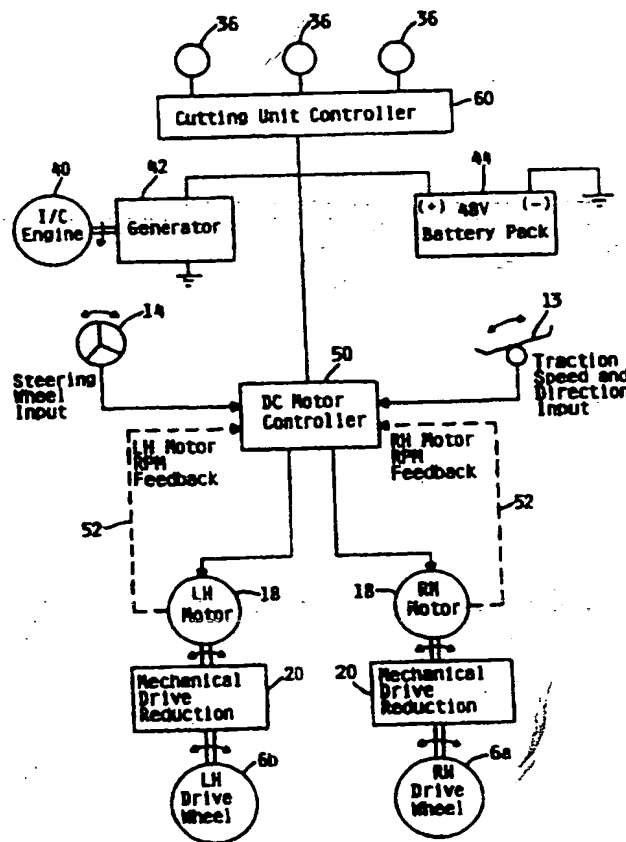 36 36 36
Cutting Unit Controller
60
40
42
44
I/C
Engine
Generator
(+) 48V (-)
Battery Pack
14
13
Steering
Wheel
Input
50
DC Motor
Controller
Traction
Speed and
Direction
Input
LH Motor
RPM
Feedback
RH Motor
RPM
Feedback
52
52
LH
Motor
18
18
RH
Motor
Mechanical
Drive
Reduction
20
20
Mechanical
Drive
Reduction
6b
6a
LH
Drive
Wheel
RH
Drive
Wheel